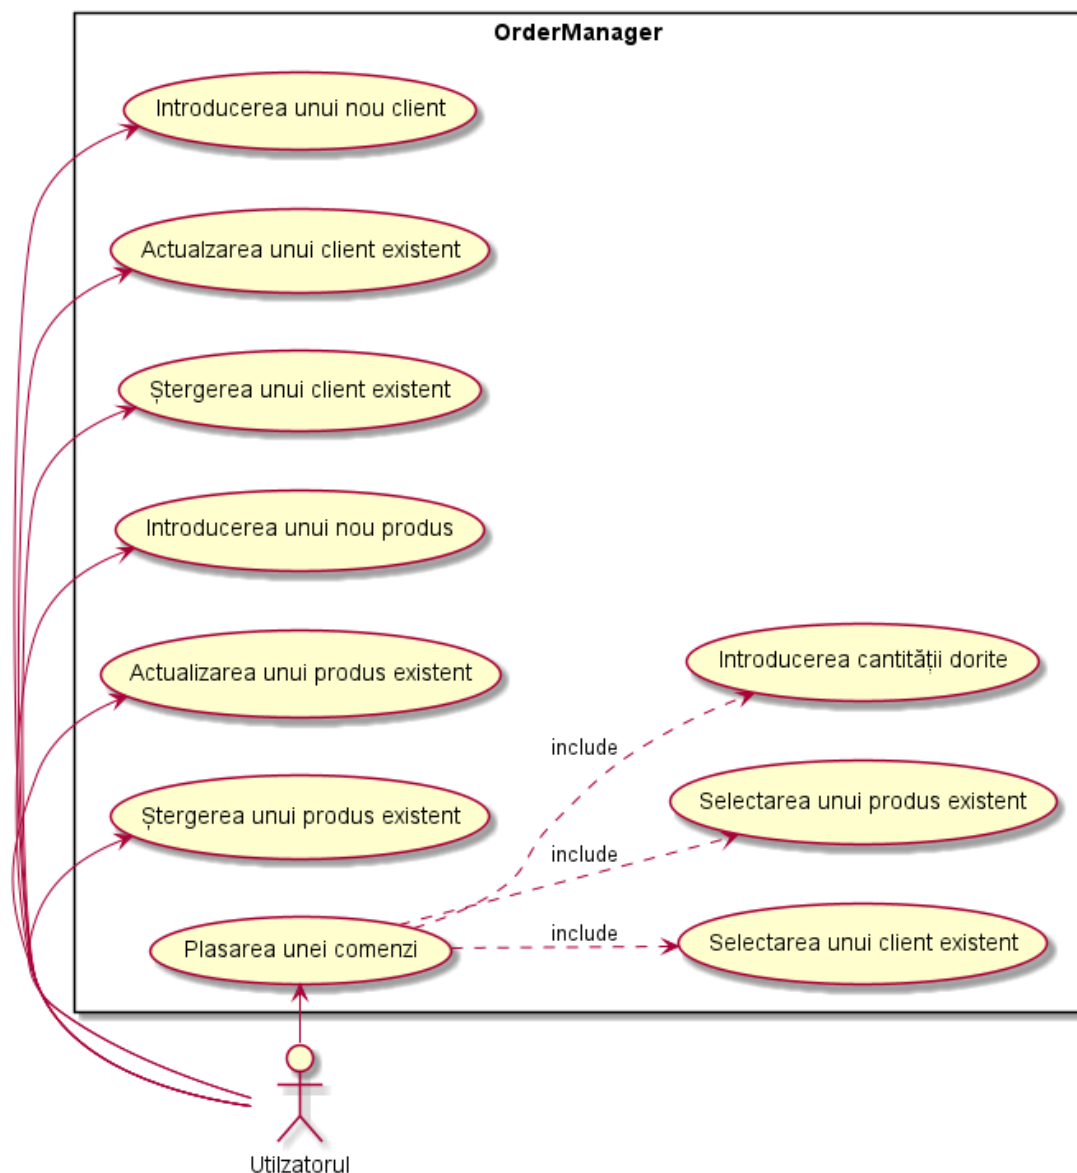 OrderManager
Introducerea unui nou client
Actualzarea unui client existent
Ștergerea unui client existent
Introducerea unui nou produs
Actualizarea unui produs existent
Introducerea cantității dorite
include
Ștergerea unui produs existent
Selectarea unui produs existent
include
Plasarea unei comenzi
include
Selectarea unui client existent
Utilzatorul